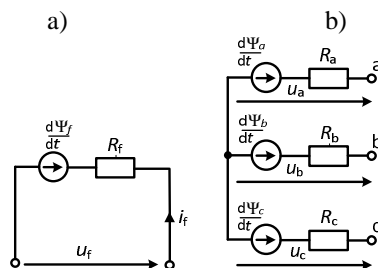 a) b)
dΨf/dt Rf
if
uf
dΨa/dt Ra a
ua
dΨb/dt Rb b
ub
dΨc/dt Rc c
uc